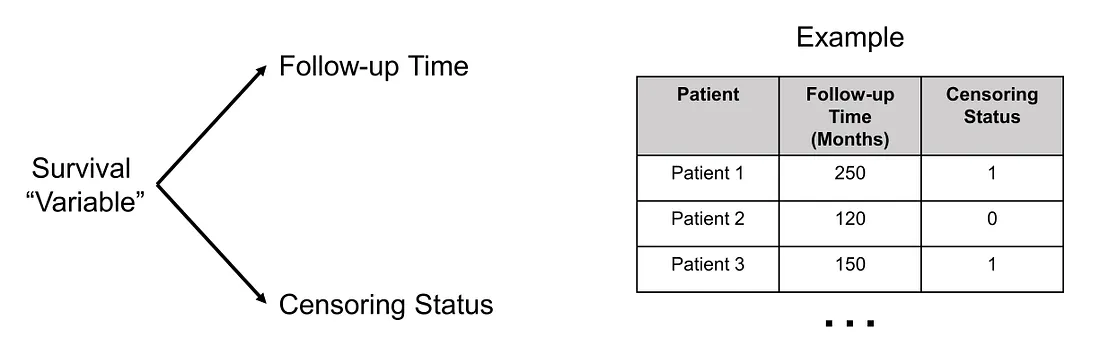 Follow-up Time
Survival
“Variable”
Censoring Status
Example
Patient
Follow-up
Time
(Months)
Censoring
Status
Patient 1 250 1
Patient 2 120 0
Patient 3 150 1
...